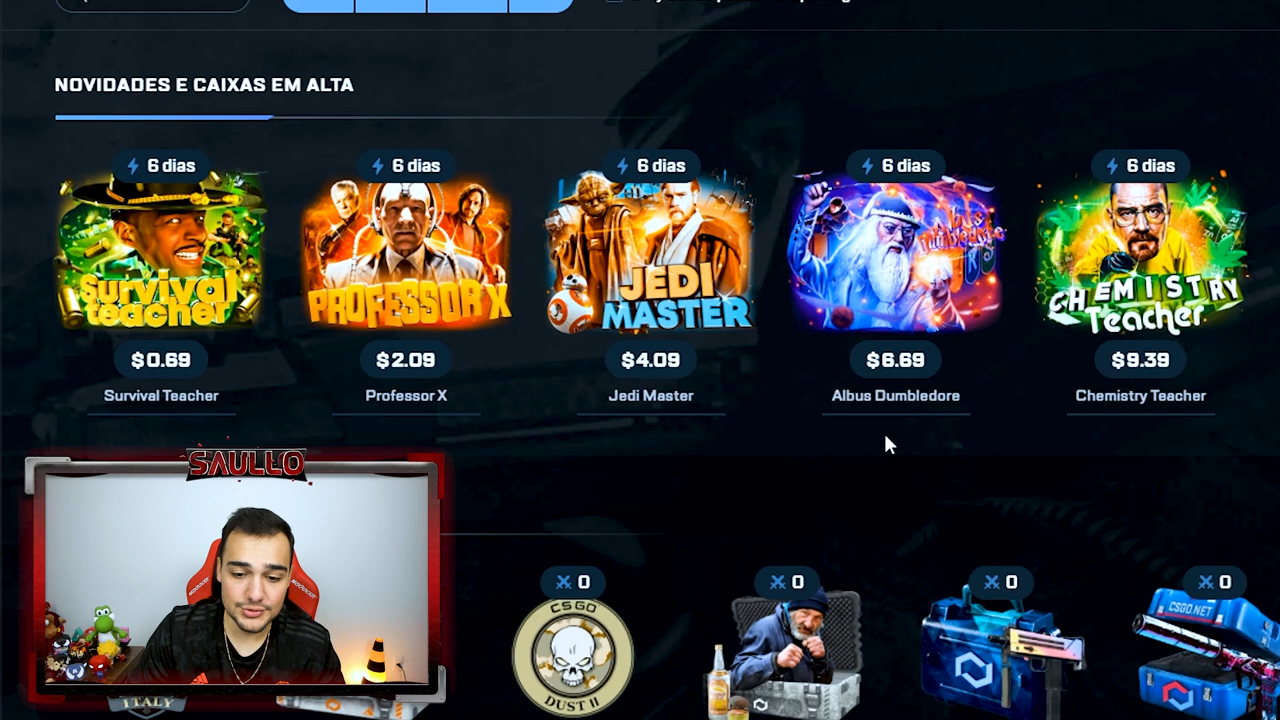 NOVIDADES E CAIXAS EM ALTA
6 dias
6 dias
6 dias
6 dias
6 dias
Survival
teacher
PROFESSOR X
JEDI
MASTER
CHEMISTRY
Teacher
$0.69
$2.09
$4.09
$6.69
$9.39
Survival Teacher
Professor X
Jedi Master
Albus Dumbledore
Chemistry Teacher
SAULLO
0
0
0
0
CSGO
DUST II
CSGO.NET
ITALY